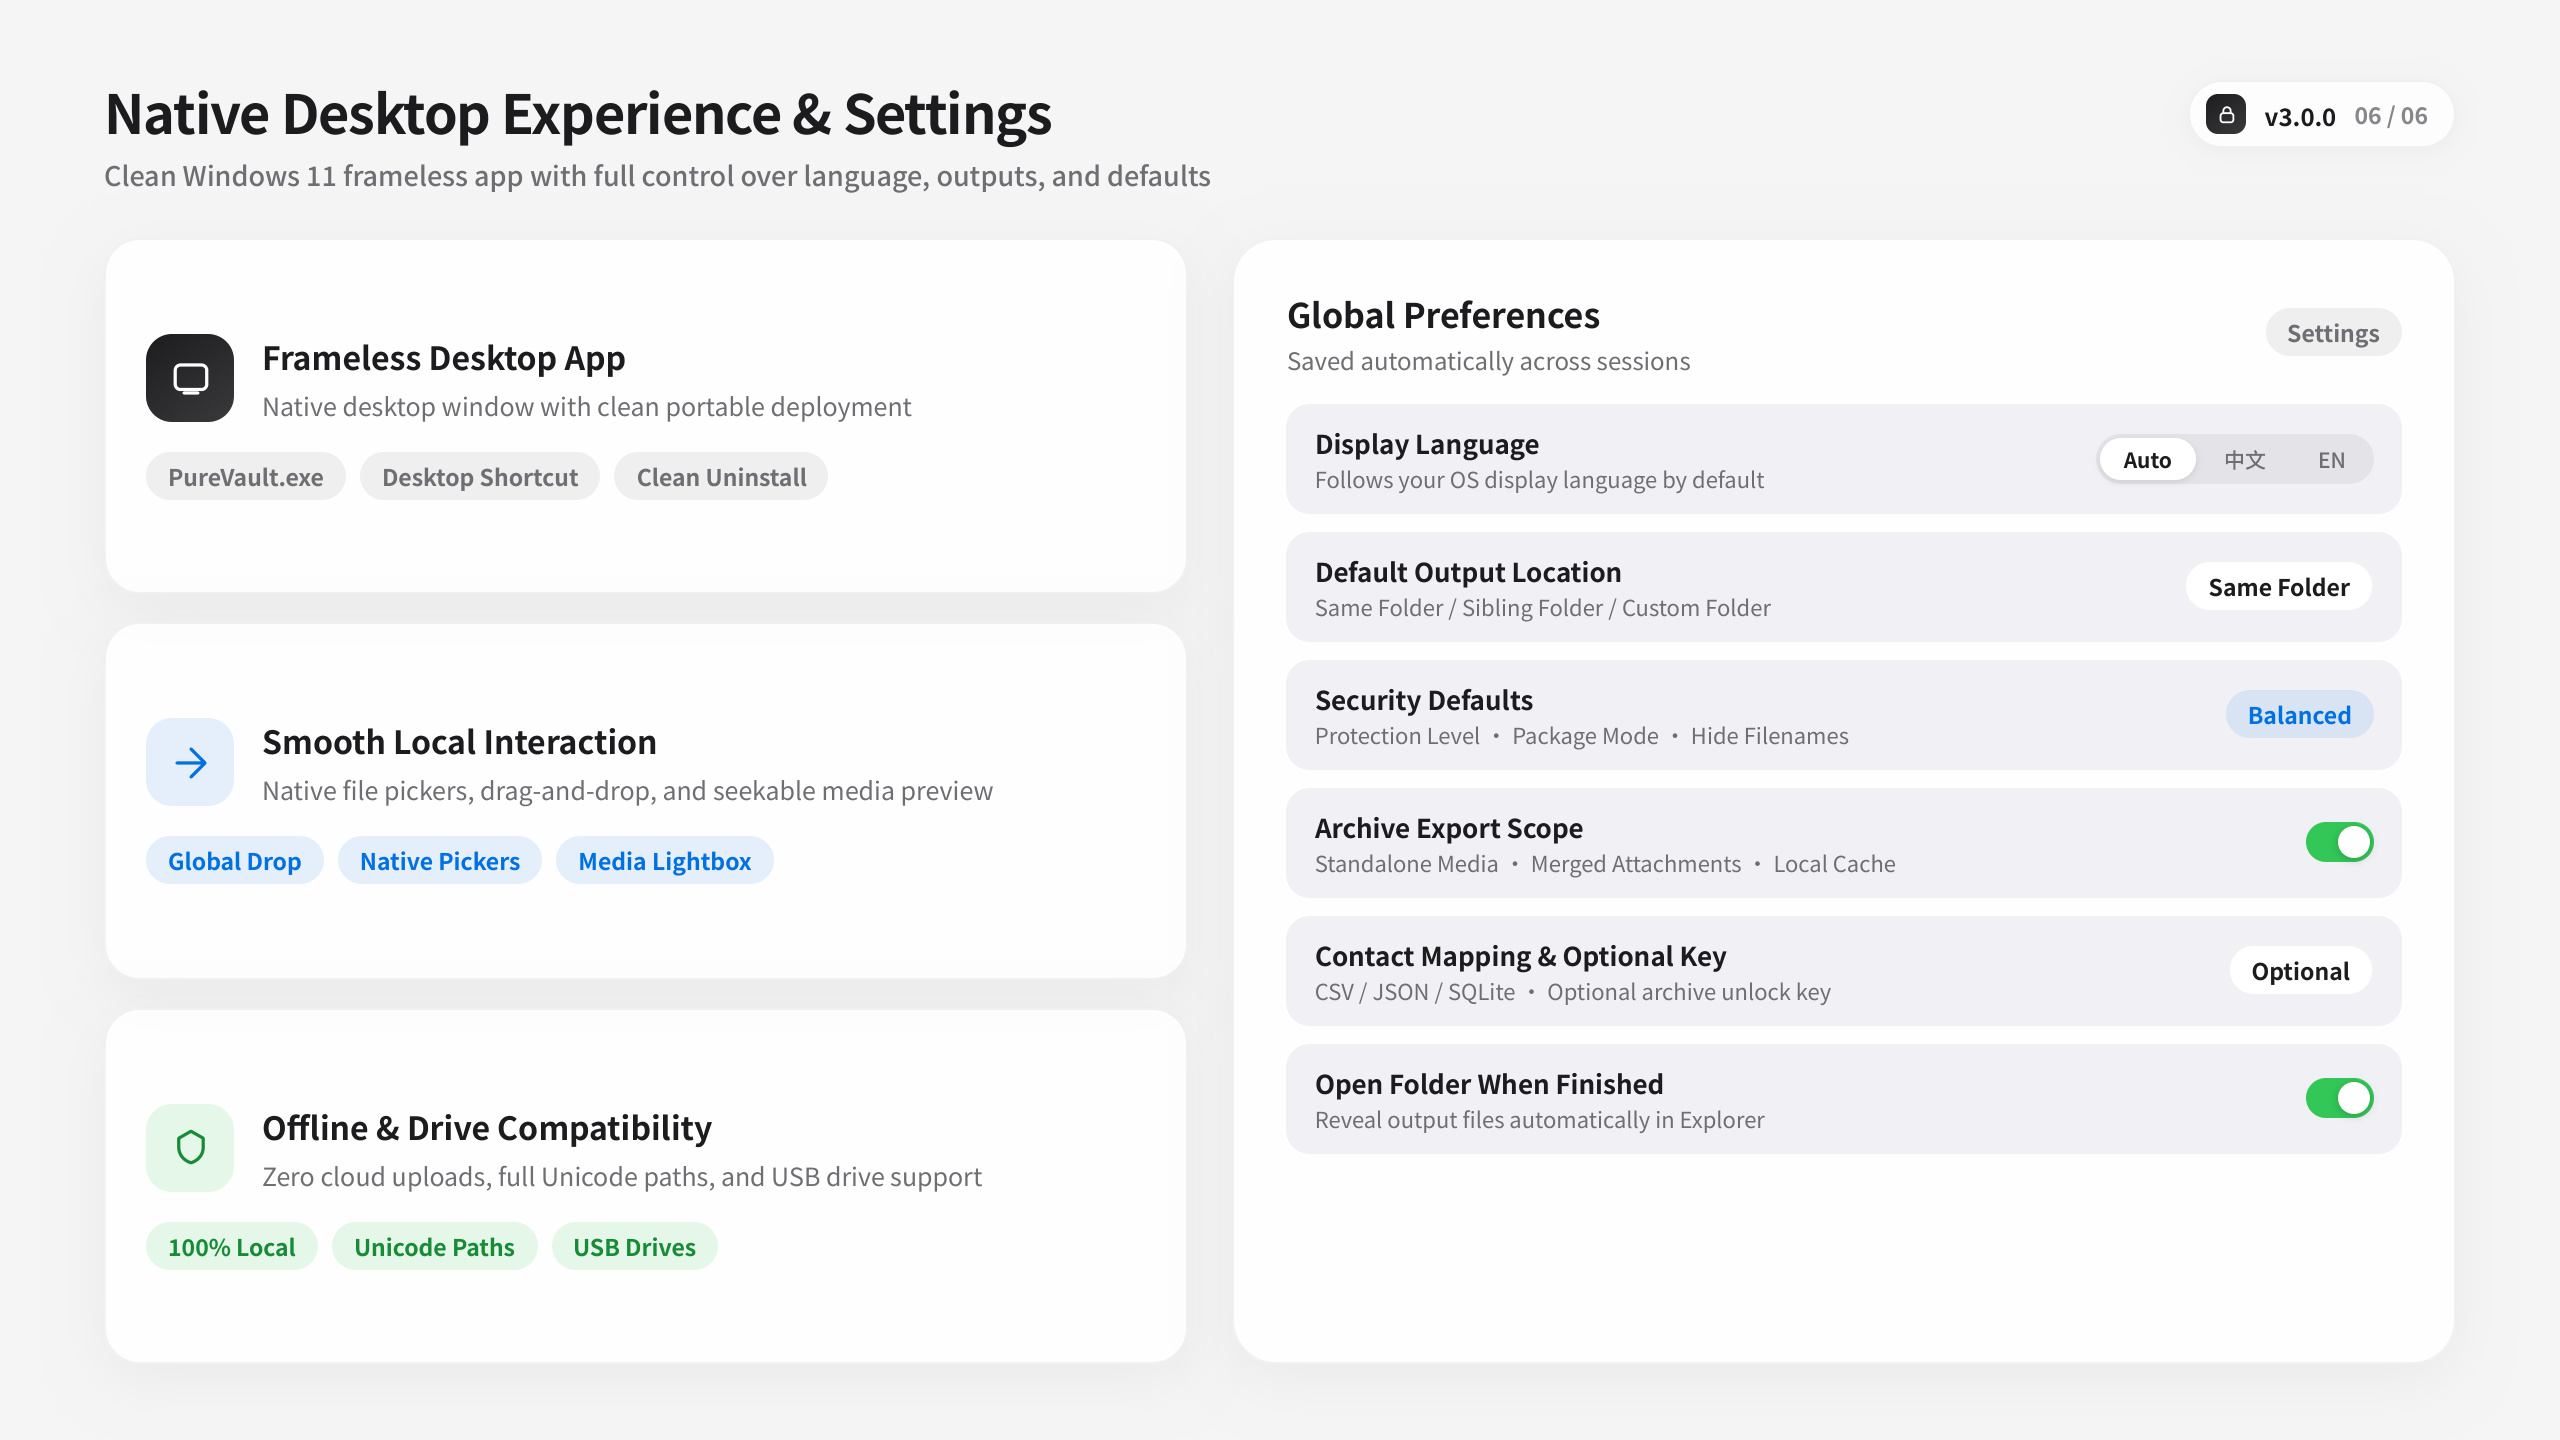 Native Desktop Experience & Settings
Clean Windows 11 frameless app with full control over language, outputs, and defaults
v3.0.0 06 / 06
Frameless Desktop App
Native desktop window with clean portable deployment
PureVault.exe Desktop Shortcut Clean Uninstall
Smooth Local Interaction
Native file pickers, drag-and-drop, and seekable media preview
Global Drop Native Pickers Media Lightbox
Offline & Drive Compatibility
Zero cloud uploads, full Unicode paths, and USB drive support
100% Local Unicode Paths USB Drives
Global Preferences
Saved automatically across sessions
Settings
Display Language
Follows your OS display language by default
Auto 中文 EN
Default Output Location
Same Folder / Sibling Folder / Custom Folder
Same Folder
Security Defaults
Protection Level • Package Mode • Hide Filenames
Balanced
Archive Export Scope
Standalone Media • Merged Attachments • Local Cache
Contact Mapping & Optional Key
CSV / JSON / SQLite • Optional archive unlock key
Optional
Open Folder When Finished
Reveal output files automatically in Explorer